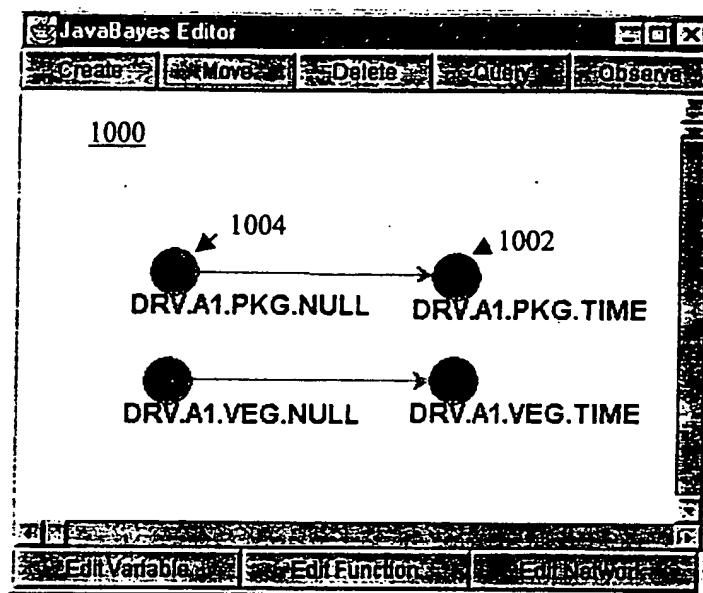 JavaBayes Editor
Create Move Delete Query Observe
1000
1004
1002
DRV.A1.PKG.NULL DRV.A1.PKG.TIME
DRV.A1.VEG.NULL DRV.A1.VEG.TIME
Edit Variable Edit Function Edit Network